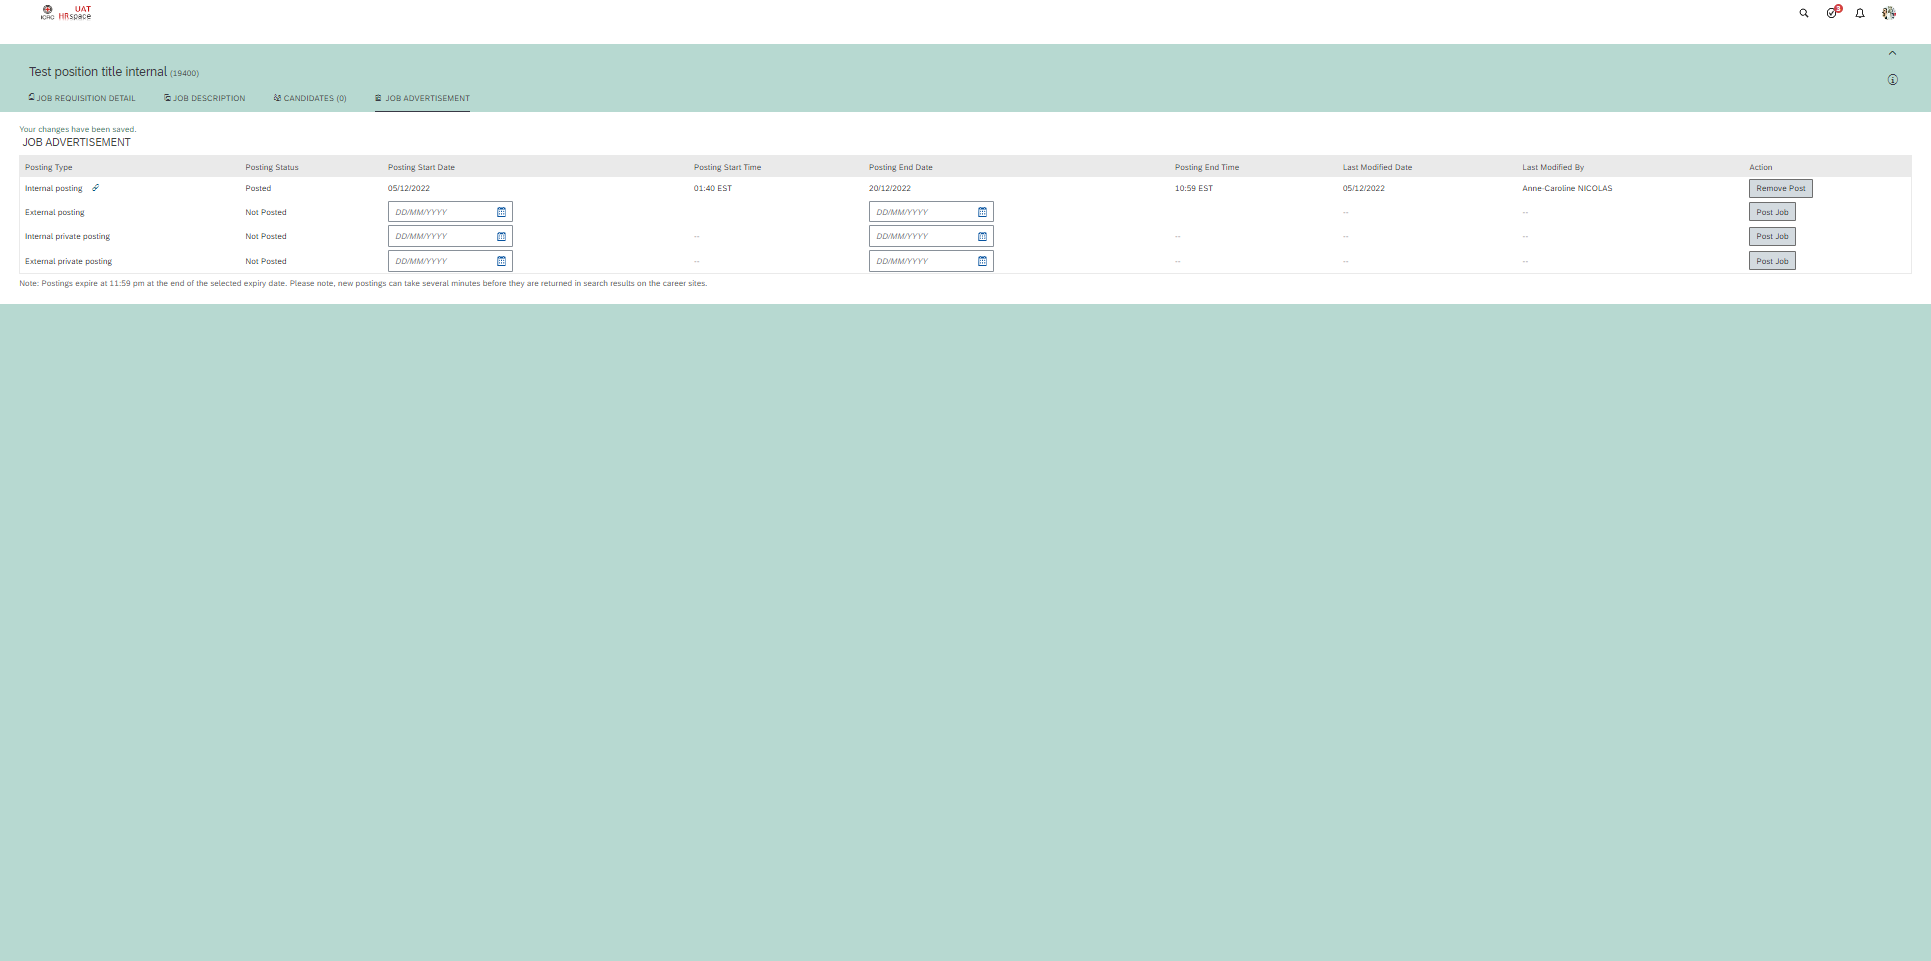 ICRC UAT HRspace
3
Test position title internal (19400)
JOB REQUISITION DETAIL JOB DESCRIPTION CANDIDATES (0) JOB ADVERTISEMENT
Your changes have been saved.
JOB ADVERTISEMENT
Posting Type Posting Status Posting Start Date Posting Start Time Posting End Date Posting End Time Last Modified Date Last Modified By Action
Internal posting Posted 05/12/2022 01:40 EST 20/12/2022 10:59 EST 05/12/2022 Anne-Caroline NICOLAS Remove Post
External posting Not Posted DD/MM/YYYY DD/MM/YYYY -- -- Post Job
Internal private posting Not Posted DD/MM/YYYY -- DD/MM/YYYY -- -- -- Post Job
External private posting Not Posted DD/MM/YYYY -- DD/MM/YYYY -- -- -- Post Job
Note: Postings expire at 11:59 pm at the end of the selected expiry date. Please note, new postings can take several minutes before they are returned in search results on the career sites.